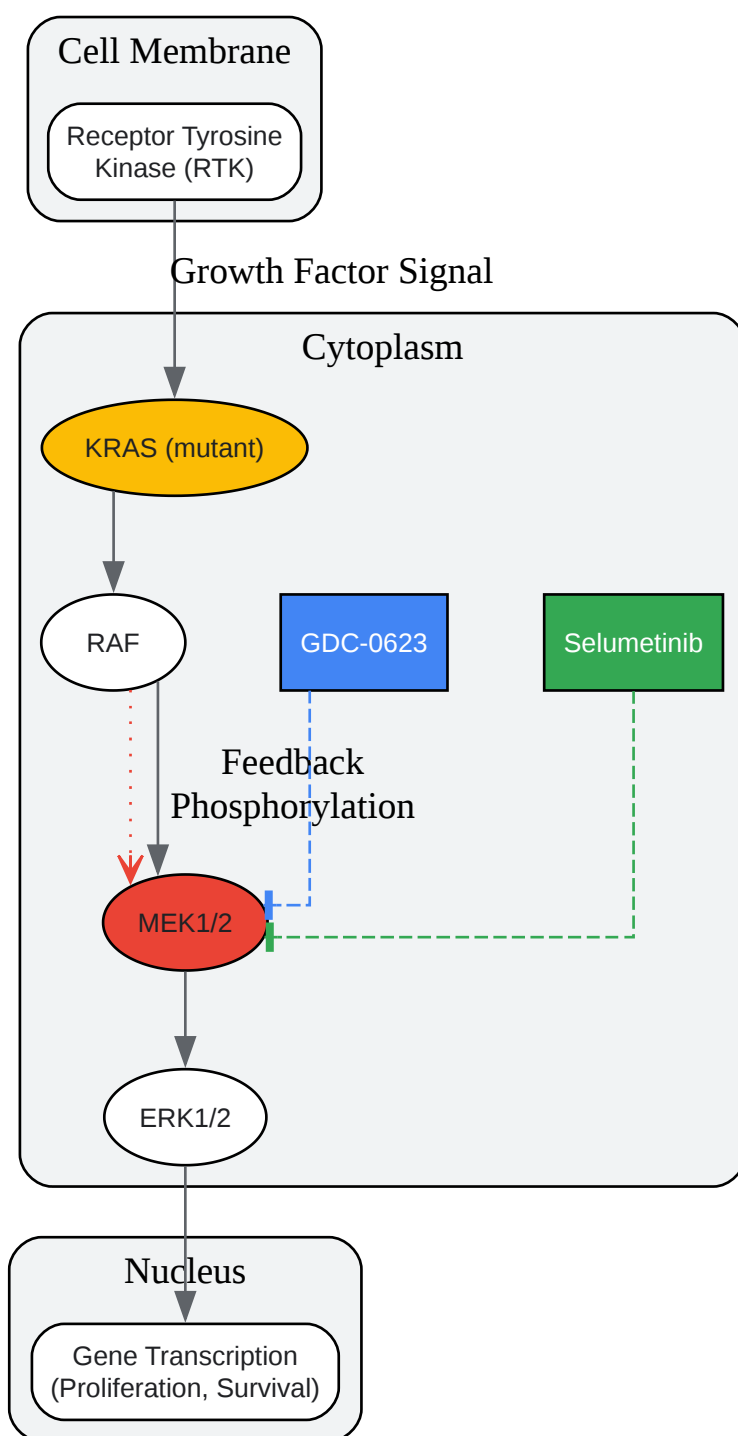 Cell Membrane
Receptor Tyrosine
Kinase (RTK)
Growth Factor Signal
Cytoplasm
KRAS (mutant)
RAF
GDC-0623
Selumetinib
Feedback
Phosphorylation
MEK1/2
ERK1/2
Nucleus
Gene Transcription
(Proliferation, Survival)